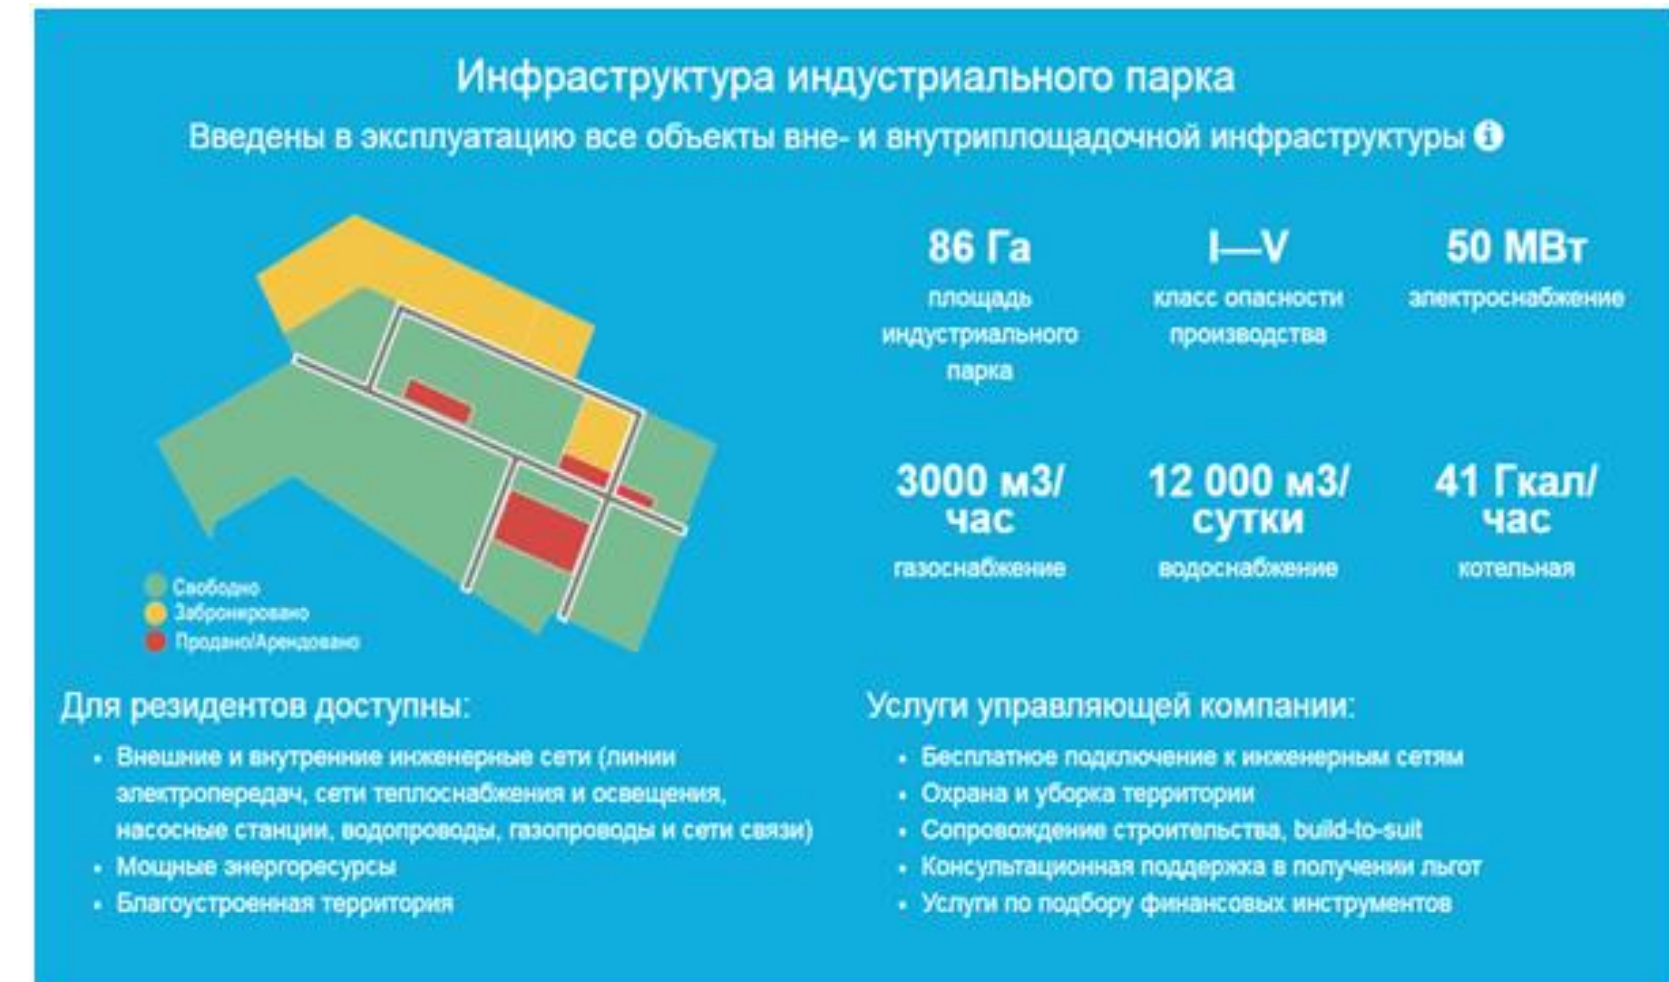 Инфраструктура индустриального парка
Введены в эксплуатацию все объекты вне- и внутриплощадочной инфраструктуры
86 Га
площадь
индустриального
парка
I—V
класс опасности
производства
50 МВт
электроснабжение
3000 м3/
час
газоснабжение
12 000 м3/
сутки
водоснабжение
41 Гкал/
час
котельная
Свободно
Забронировано
Продано/Арендовано
Для резидентов доступны:
• Внешние и внутренние инженерные сети (линии
электропередач, сети теплоснабжения и освещения,
насосные станции, водопроводы, газопроводы и сети связи)
• Мощные энергоресурсы
• Благоустроенная территория
Услуги управляющей компании:
• Бесплатное подключение к инженерным сетям
• Охрана и уборка территории
• Сопровождение строительства, build-to-suit
• Консультационная поддержка в получении льгот
• Услуги по подбору финансовых инструментов